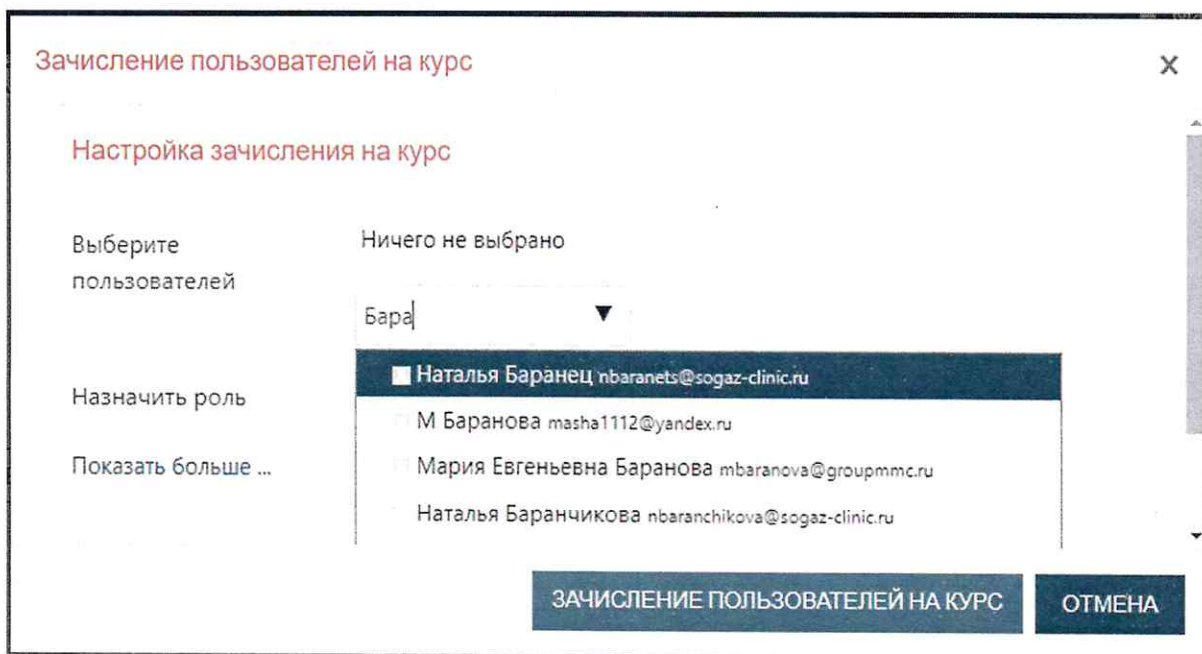 Зачисление пользователей на курс
×
Настройка зачисления на курс
Выберите
пользователей
Ничего не выбрано
Бара
▼
Наталья Баранец nbaranets@sogaz-clinic.ru
Назначить роль
М Баранова masha1112@yandex.ru
Показать больше ...
Мария Евгеньевна Баранова mbaranova@groupmmc.ru
Наталья Баранчикова nbaranchikova@sogaz-clinic.ru
ЗАЧИСЛЕНИЕ ПОЛЬЗОВАТЕЛЕЙ НА КУРС
ОТМЕНА